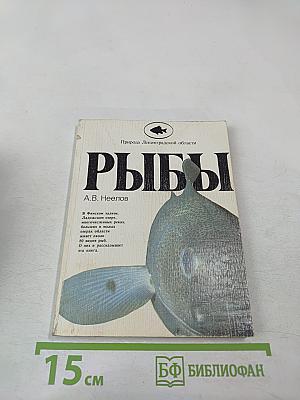 Природа Ленинградской области
РЫБЫ
А.В. Неелов
В Финском заливе,
Ладожском озере,
многочисленных реках,
больших и малых
озерах области
живет около
80 видов рыб.
О них и рассказывает
эта книга.
15 см
БФ БИБЛИОФАН